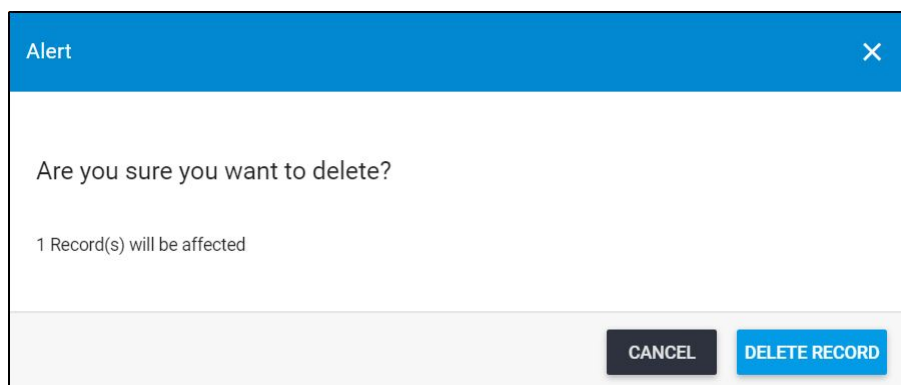 Alert
Are you sure you want to delete?
1 Record(s) will be affected
CANCEL DELETE RECORD